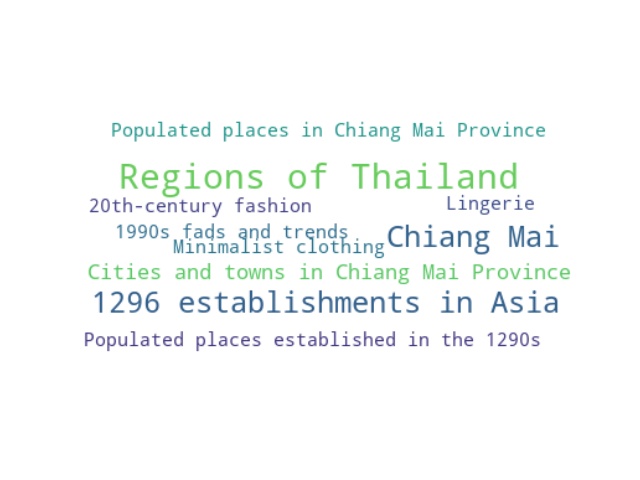 Populated places in Chiang Mai Province
Regions of Thailand
20th-century fashion
Lingerie
1990s fads and trends
Minimalist clothing
Chiang Mai
Cities and towns in Chiang Mai Province
1296 establishments in Asia
Populated places established in the 1290s